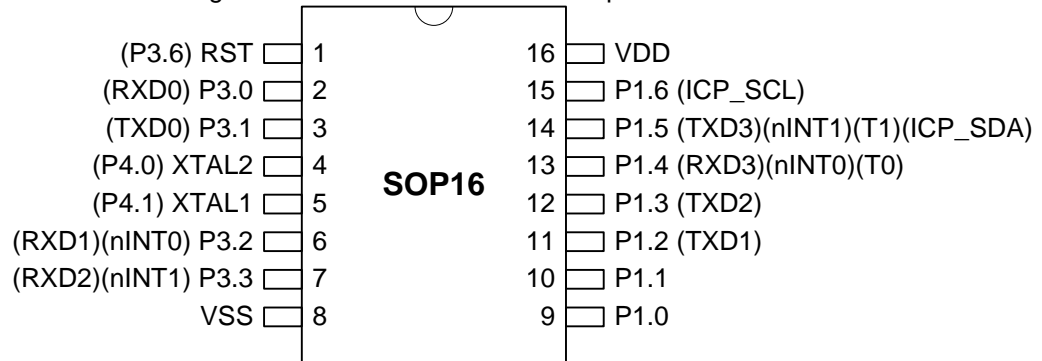 (P3.6) RST 1 16 VDD
(RXD0) P3.0 2 15 P1.6 (ICP_SCL)
(TXD0) P3.1 3 14 P1.5 (TXD3)(nINT1)(T1)(ICP_SDA)
(P4.0) XTAL2 4 13 P1.4 (RXD3)(nINT0)(T0)
SOP16
(P4.1) XTAL1 5 12 P1.3 (TXD2)
(RXD1)(nINT0) P3.2 6 11 P1.2 (TXD1)
(RXD2)(nINT1) P3.3 7 10 P1.1
VSS 8 9 P1.0